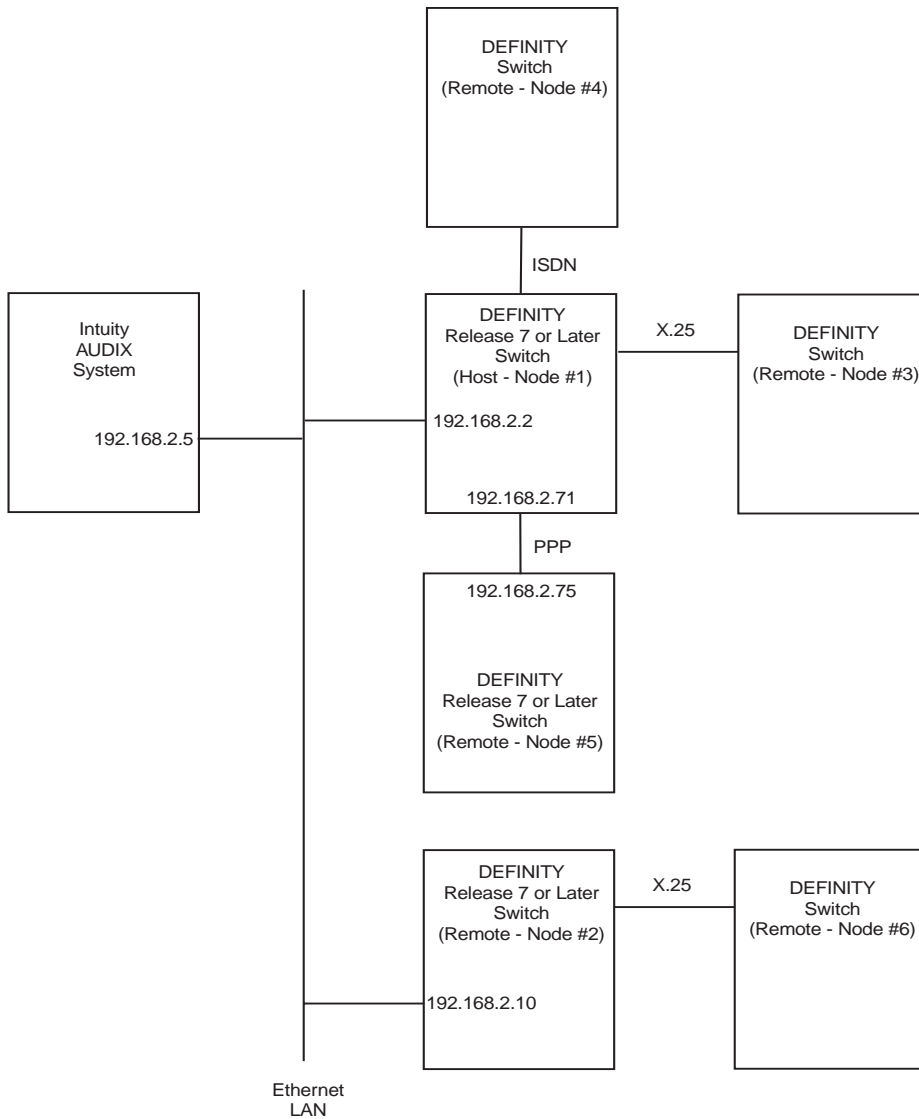 DEFINITY
Switch
(Remote - Node #4)
ISDN
Intuity
AUDIX
System
192.168.2.5
DEFINITY
Release 7 or Later
Switch
(Host - Node #1)
192.168.2.2
192.168.2.71
X.25
DEFINITY
Switch
(Remote - Node #3)
PPP
192.168.2.75
DEFINITY
Release 7 or Later
Switch
(Remote - Node #5)
DEFINITY
Release 7 or Later
Switch
(Remote - Node #2)
192.168.2.10
X.25
DEFINITY
Switch
(Remote - Node #6)
Ethernet
LAN